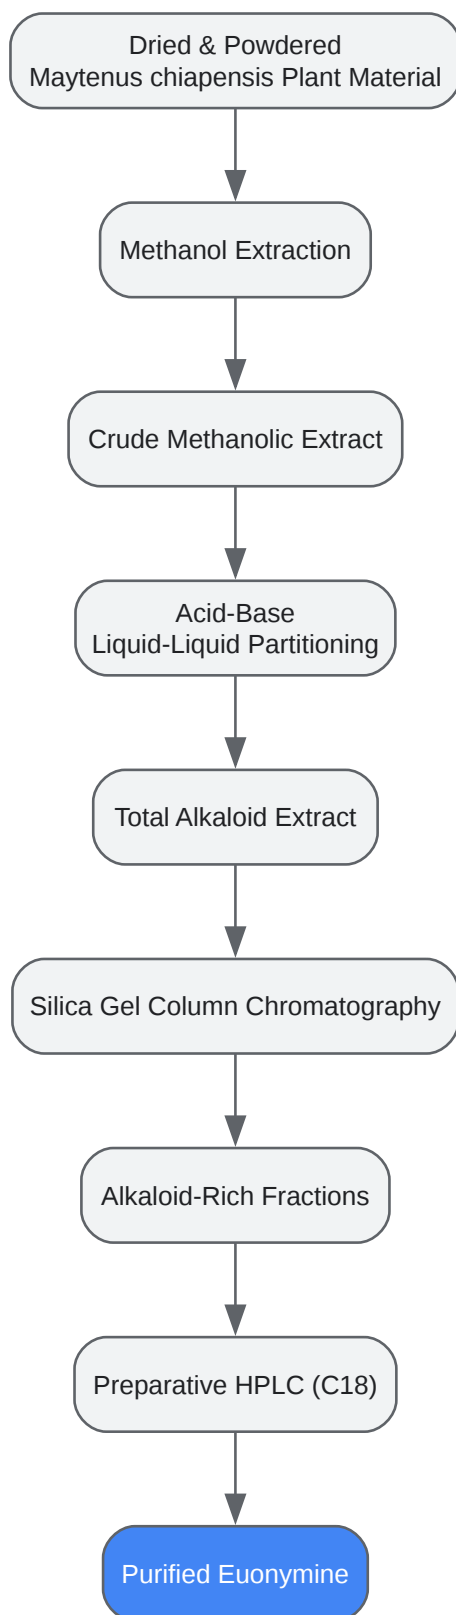 Dried & Powdered
Maytenus chiapensis Plant Material
Methanol Extraction
Crude Methanolic Extract
Acid-Base
Liquid-Liquid Partitioning
Total Alkaloid Extract
Silica Gel Column Chromatography
Alkaloid-Rich Fractions
Preparative HPLC (C18)
Purified Euonymine